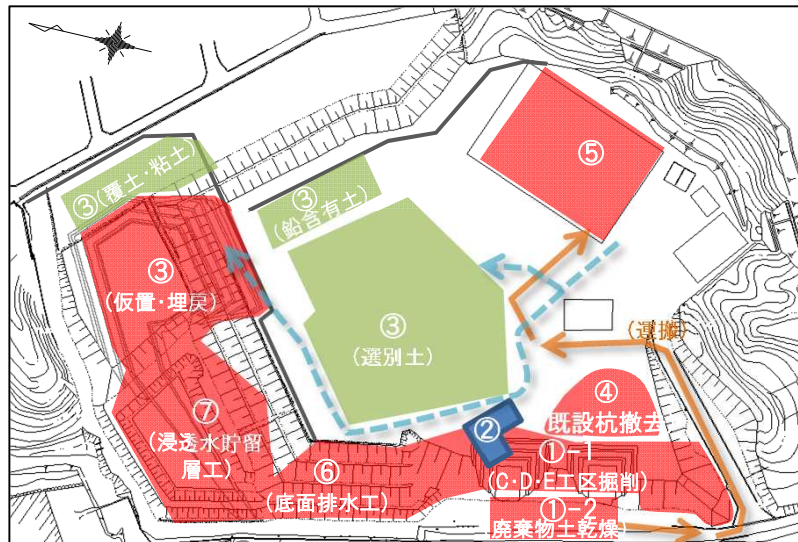 ③(覆土・粘土)
③
(鉛含有土)
⑤
③
(仮置・埋戻)
③
(選別土)
(運搬)
④
既設杭撤去
②
⑦
(浸透水貯留
層工)
①-1
(C・D・E工区掘削)
⑥
(底面排水工)
①-2
(廃棄物土乾燥)